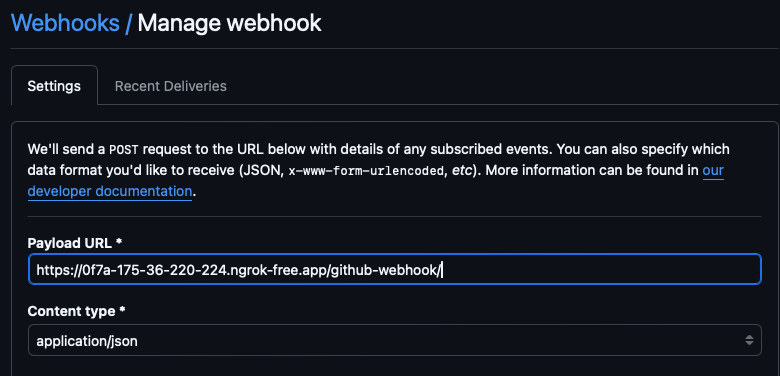 Webhooks / Manage webhook
Settings Recent Deliveries
We'll send a POST request to the URL below with details of any subscribed events. You can also specify which
data format you'd like to receive (JSON, x-www-form-urlencoded, etc). More information can be found in our
developer documentation.
Payload URL *
https://0f7a-175-36-220-224.ngrok-free.app/github-webhook/
Content type *
application/json